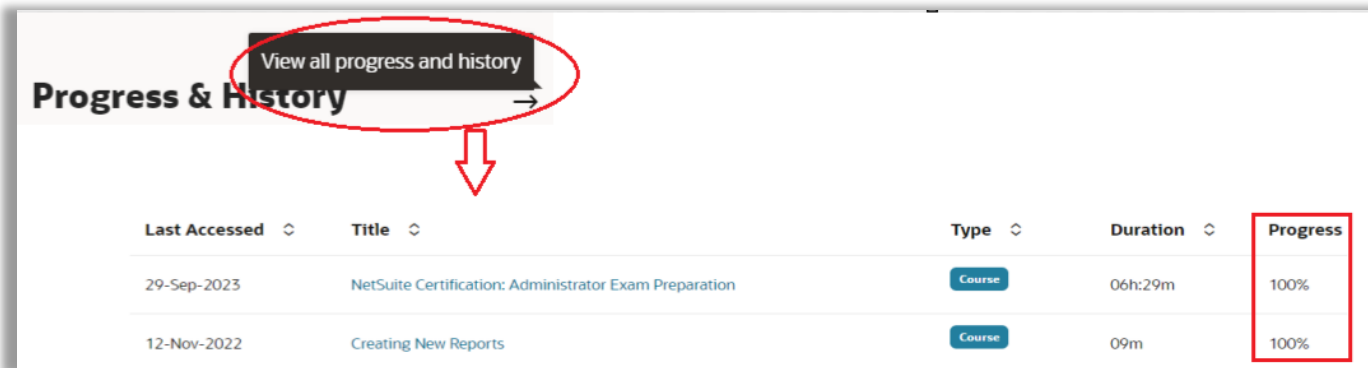 View all progress and history
Progress & History →
Last Accessed Title Type Duration Progress
29-Sep-2023 NetSuite Certification: Administrator Exam Preparation Course 06h:29m 100%
12-Nov-2022 Creating New Reports Course 09m 100%